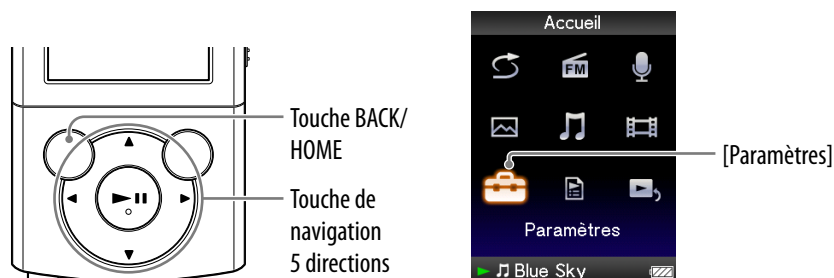 Touche BACK/
HOME
Touche de
navigation
5 directions
Accueil
FM
[Paramètres]
Paramètres
Blue Sky